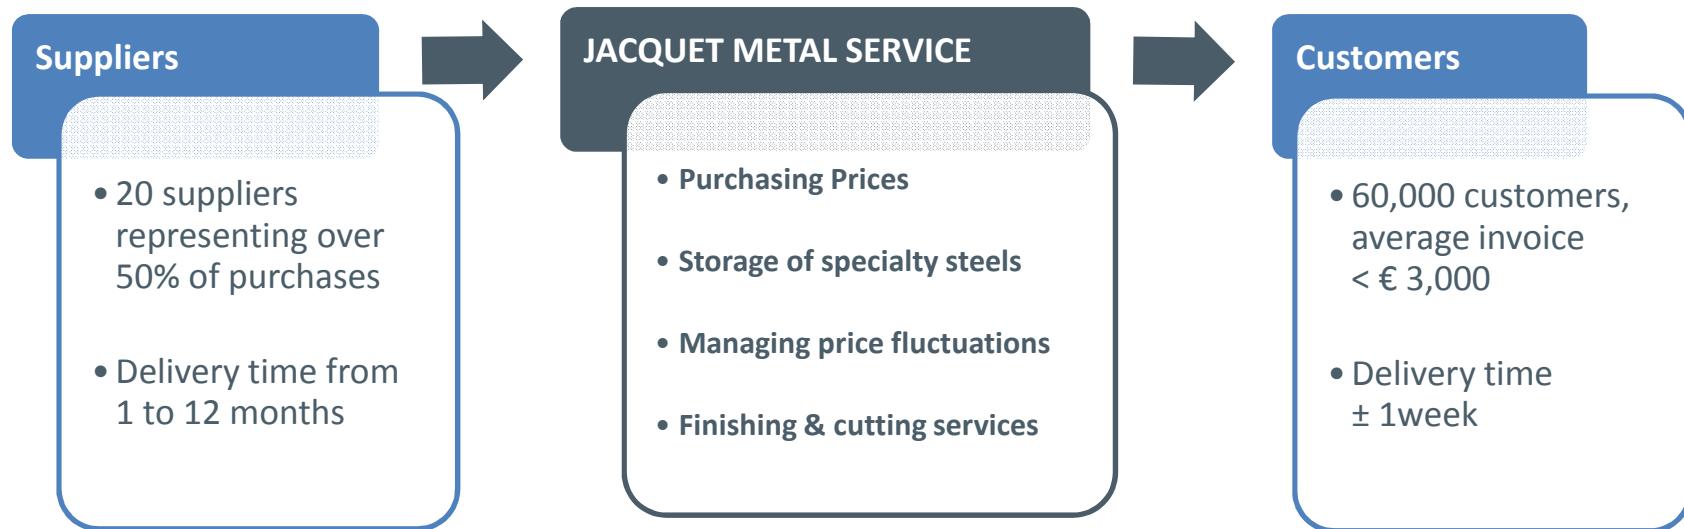 Suppliers
• 20 suppliers
representing over
50% of purchases
• Delivery time from
1 to 12 months
JACQUET METAL SERVICE
• Purchasing Prices
• Storage of specialty steels
• Managing price fluctuations
• Finishing & cutting services
Customers
• 60,000 customers,
average invoice
< € 3,000
• Delivery time
± 1week